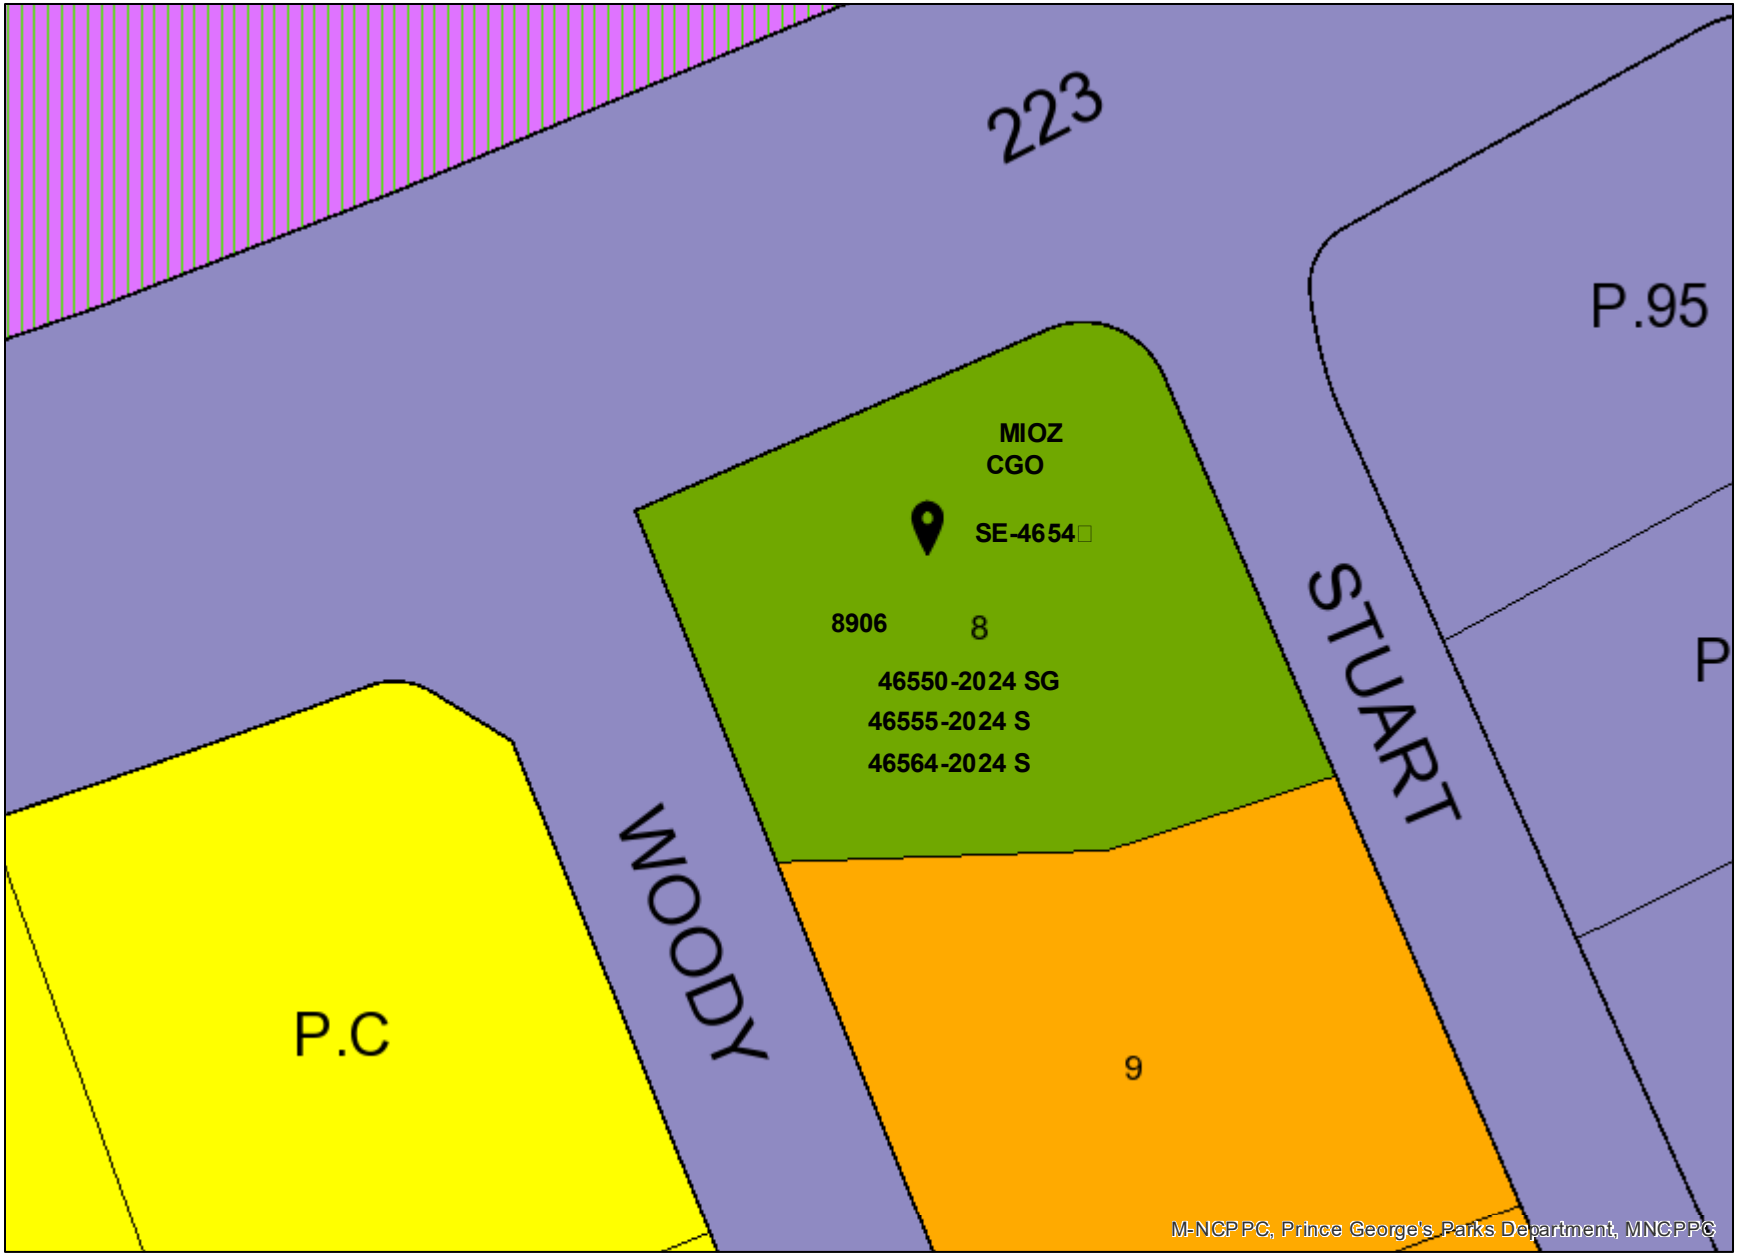 223
P.95
MIOZ
CGO
SE-4654
8906
8
P
46550-2024 SG
46555-2024 S
46564-2024 S
STUART
WOODY
P.C
9
M-NCPPC, Prince George's Parks Department, MNCPPC